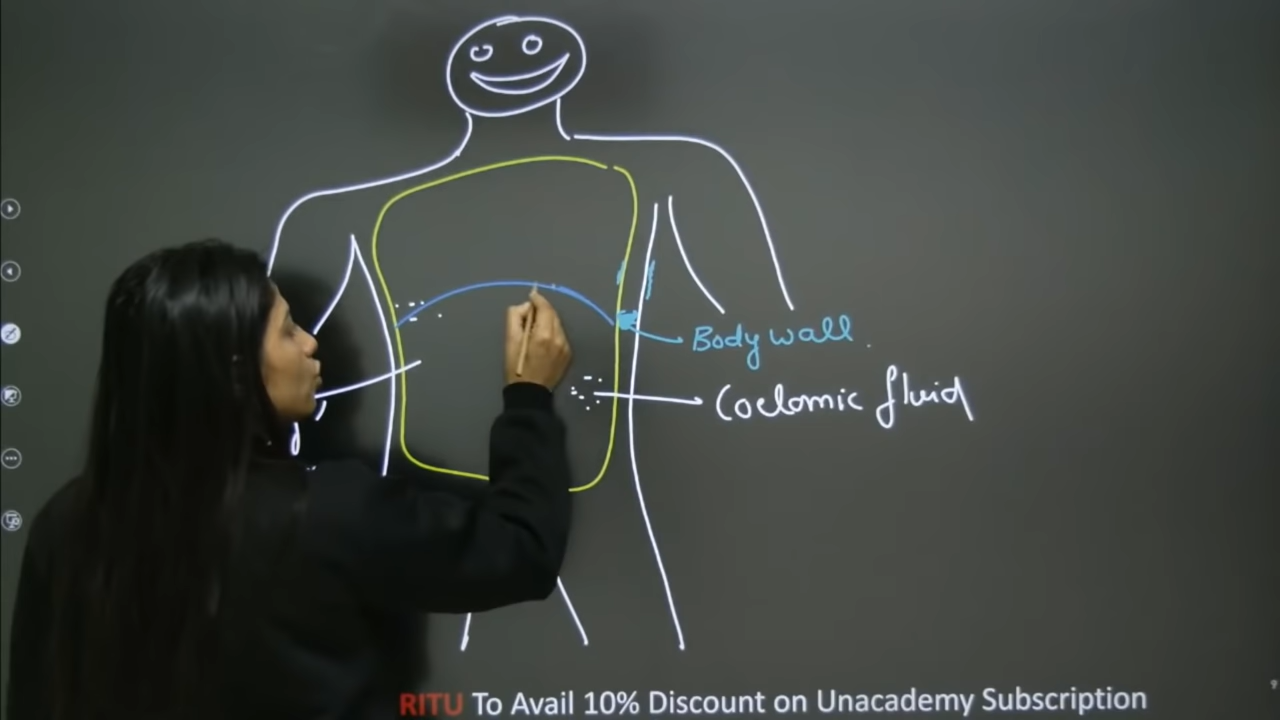 Body wall
Coelomic fluid
RITU To Avail 10% Discount on Unacademy Subscription